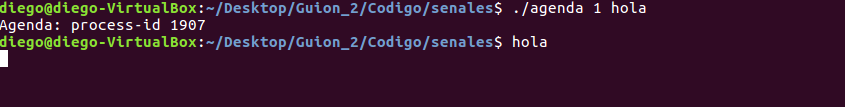 diego@diego-VirtualBox:~/Desktop/Guion_2/Codigo/senales$ ./agenda 1 hola
Agenda: process-id 1907
diego@diego-VirtualBox:~/Desktop/Guion_2/Codigo/senales$ hola